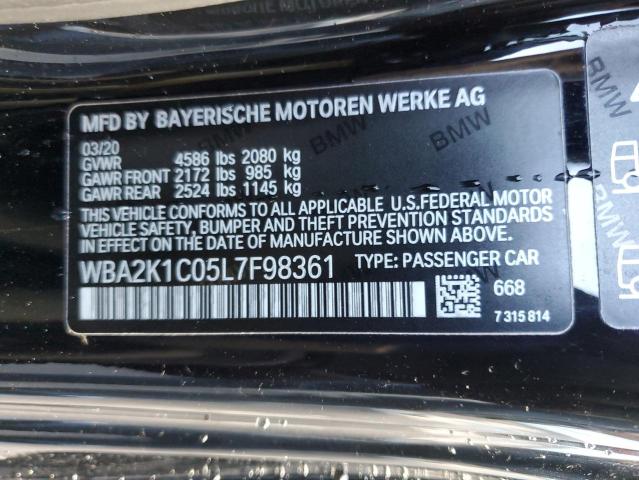 MFD BY BAYERISCHE MOTOREN WERKE AG
03/20
GVWR 4586 lbs 2080 kg
GAWR FRONT 2172 lbs 985 kg
GAWR REAR 2524 lbs 1145 kg
THIS VEHICLE CONFORMS TO ALL APPLICABLE U.S.FEDERAL MOTOR
VEHICLE SAFETY, BUMPER AND THEFT PREVENTION STANDARDS
IN EFFECT ON THE DATE OF MANUFACTURE SHOWN ABOVE.
WBA2K1C05L7F98361 TYPE: PASSENGER CAR
668
7 315 814
BMW
BMW
BMW